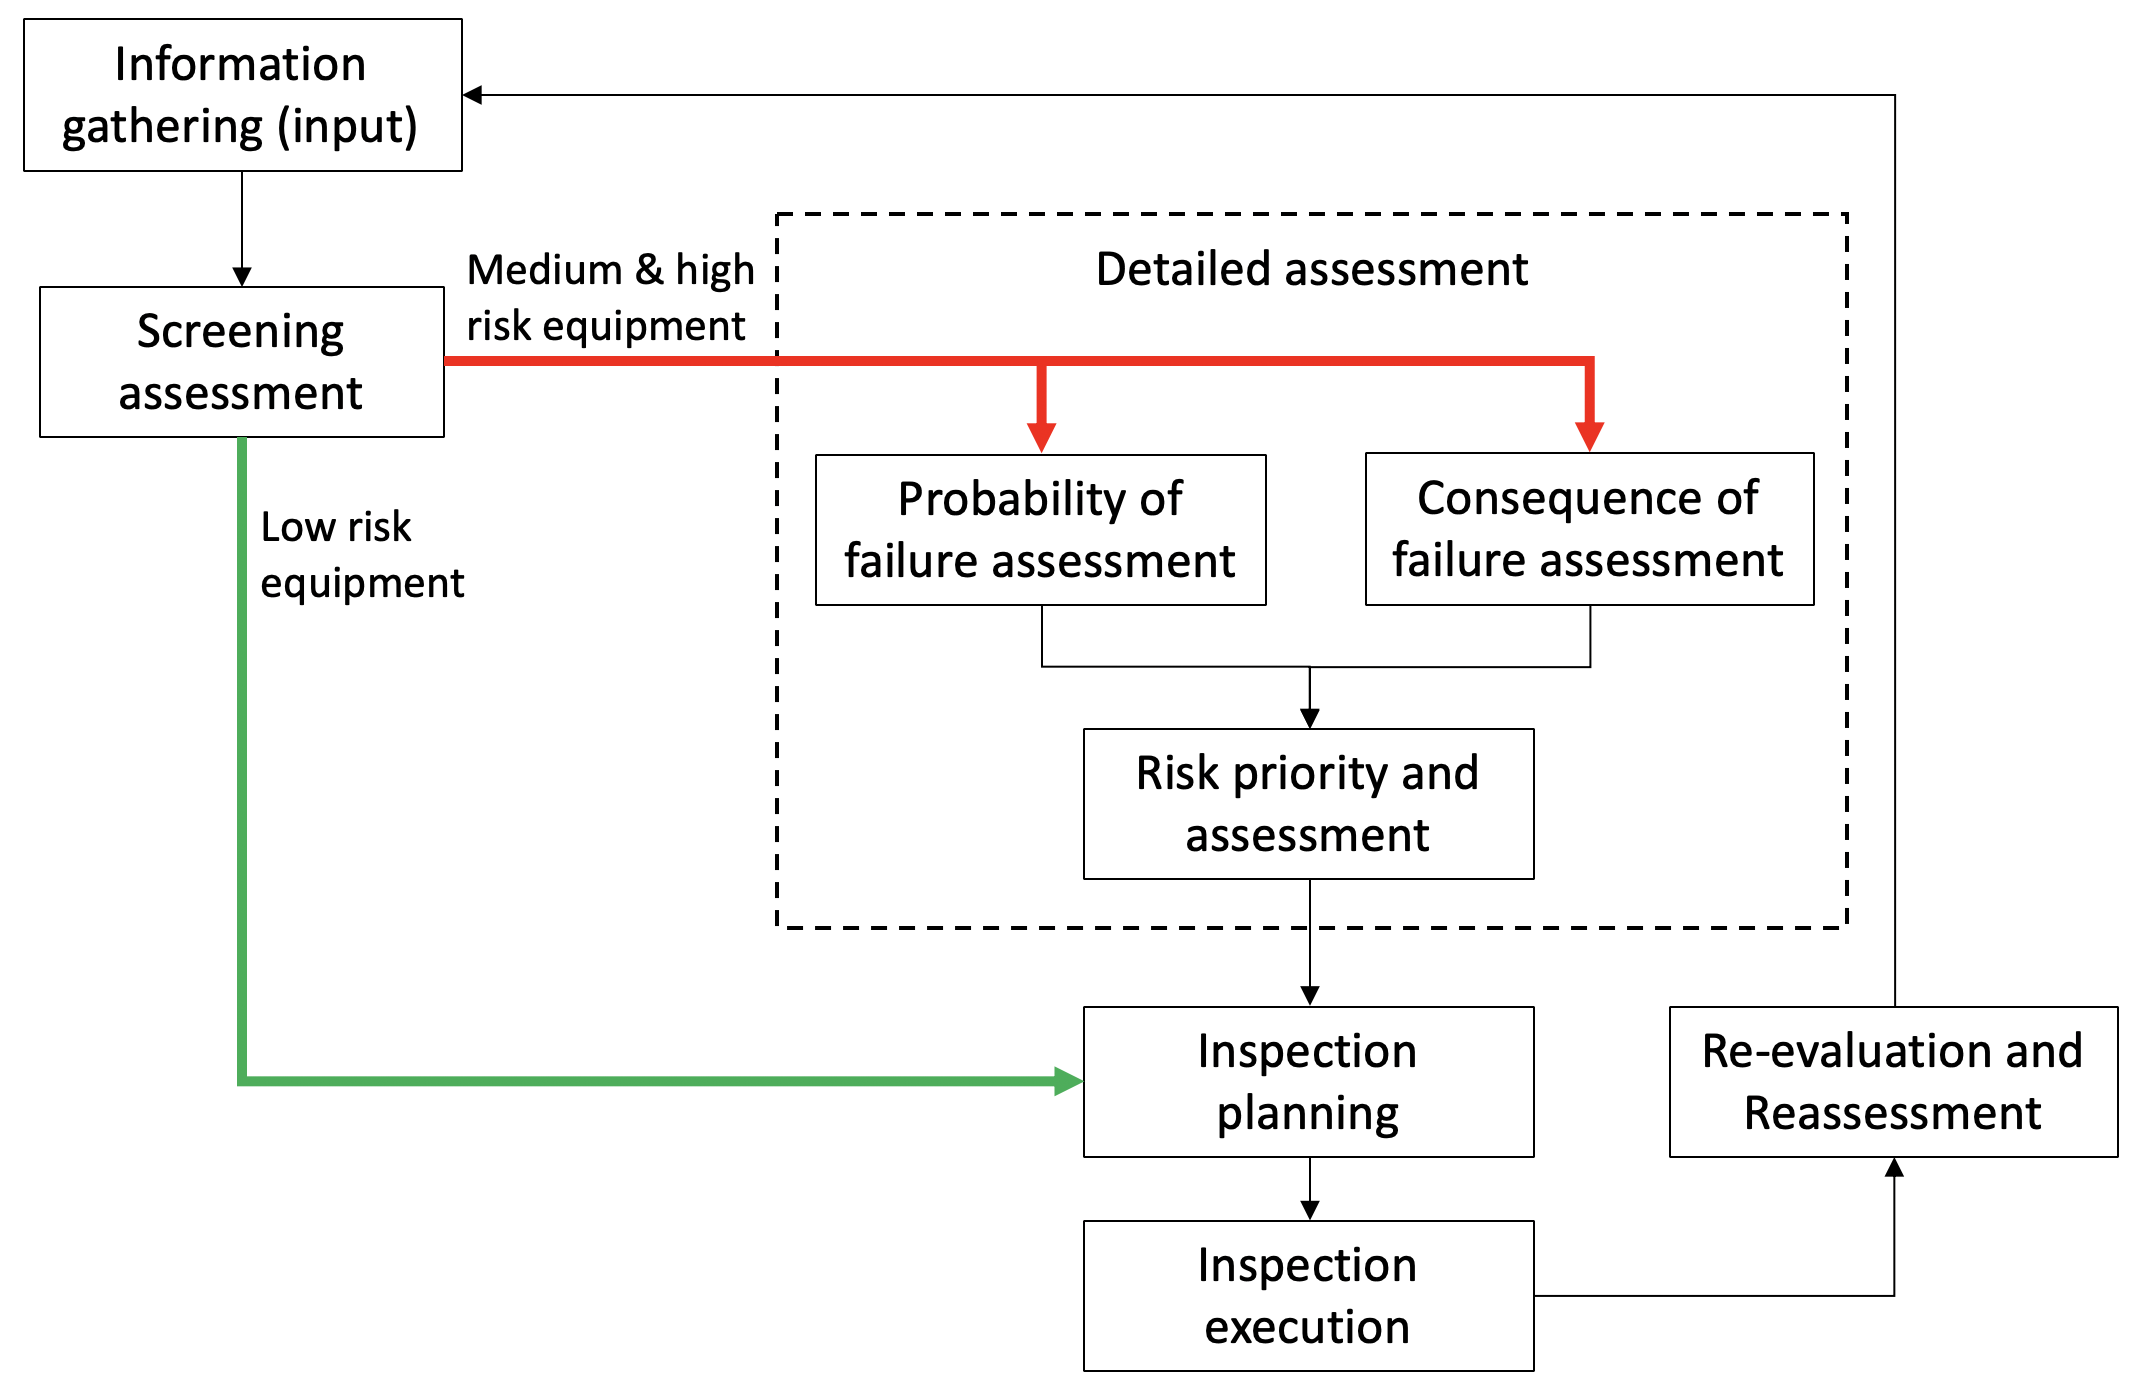 Information
gathering (input)
Screening
assessment
Medium & high
risk equipment
Detailed assessment
Low risk
equipment
Probability of
failure assessment
Consequence of
failure assessment
Risk priority and
assessment
Inspection
planning
Re-evaluation and
Reassessment
Inspection
execution